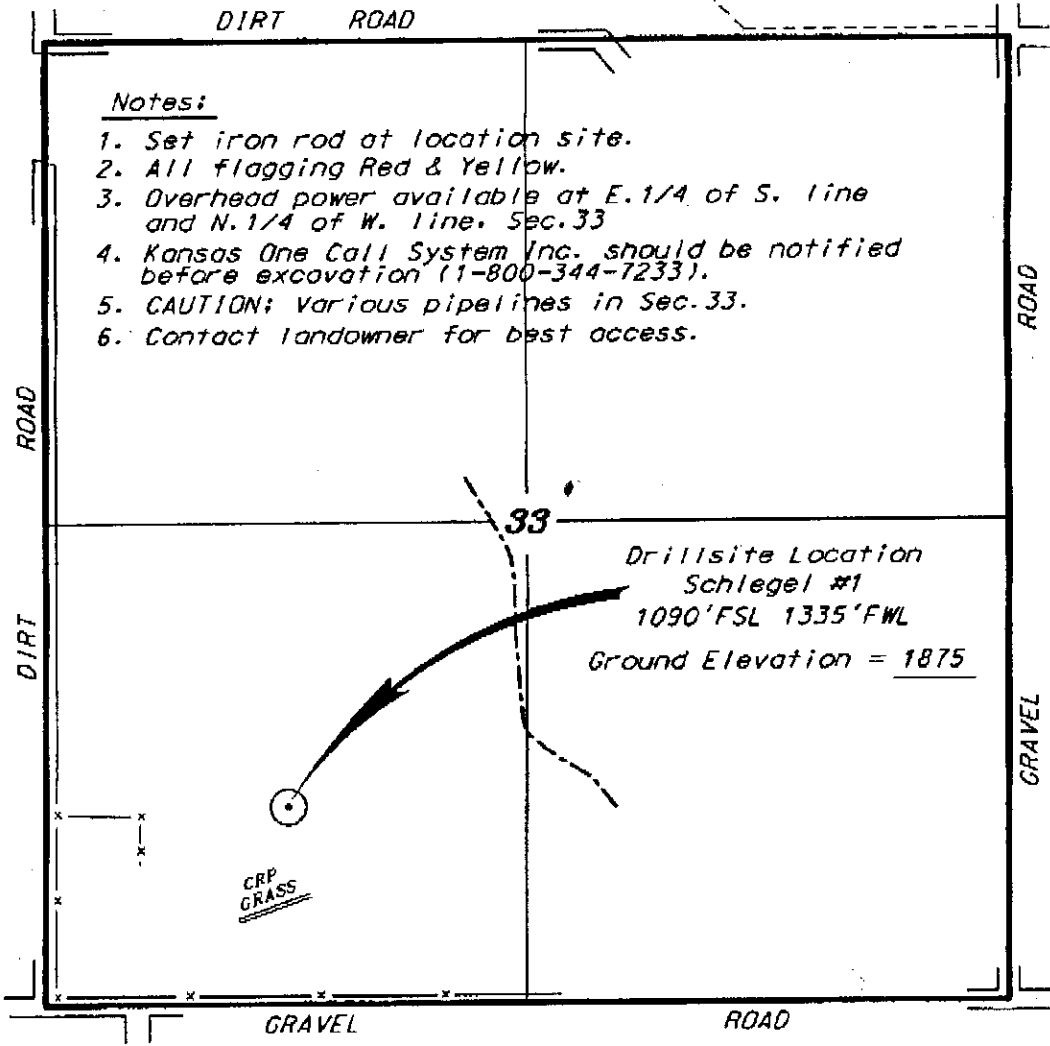 DIRT ROAD
Notes:
1. Set iron rod at location site.
2. All flagging Red & Yellow.
3. Overhead power available at E.1/4 of S. line
and N.1/4 of W. line. Sec.33
4. Kansas One Call System Inc. should be notified
before excavation (1-800-344-7233).
5. CAUTION: Various pipelines in Sec.33.
6. Contact landowner for best access.
ROAD
ROAD
33
Drillsite Location
Schlegel #1
1090'FSL 1335'FWL
Ground Elevation = 1875
DIRT
GRAVEL
CRP
GRASS
GRAVEL ROAD